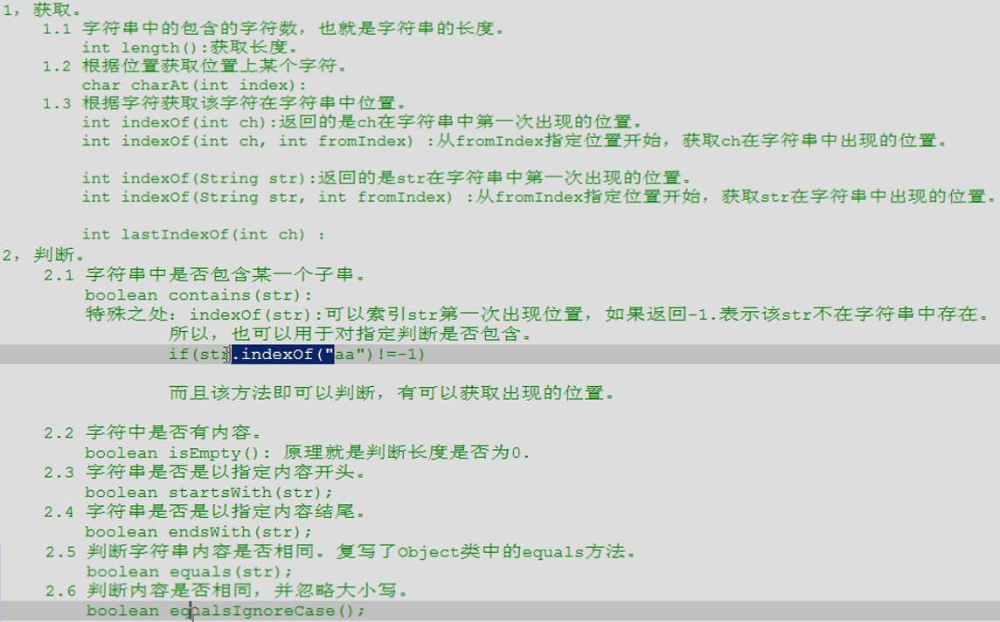 1, 获取。
1.1 字符串中的包含的字符数, 也就是字符串的长度。
int length():获取长度。
1.2 根据位置获取位置上某个字符。
char charAt(int index):
1.3 根据字符获取该字符在字符串中位置。
int indexOf(int ch):返回的是ch在字符串中第一次出现的位置。
int indexOf(int ch, int fromIndex) :从fromIndex指定位置开始, 获取ch在字符串中出现的位置。
int indexOf(String str):返回的是str在字符串中第一次出现的位置。
int indexOf(String str, int fromIndex) :从fromIndex指定位置开始, 获取str在字符串中出现的位置。
int lastIndexOf(int ch) :
2, 判断。
2.1 字符串中是否包含某一个子串。
boolean contains(str):
特殊之处: indexOf(str):可以索引str第一次出现位置, 如果返回-1.表示该str不在字符串中存在。
所以, 也可以用于对指定判断是否包含。
if(str.indexOf("aa")!=-1)
而且该方法即可以判断, 有可以获取出现的位置。
2.2 字符中是否有内容。
boolean isEmpty(): 原理就是判断长度是否为0.
2.3 字符串是否是以指定内容开头。
boolean startsWith(str);
2.4 字符串是否是以指定内容结尾。
boolean endsWith(str);
2.5 判断字符串内容是否相同。复写了Object类中的equals方法。
boolean equals(str);
2.6 判断内容是否相同, 并忽略大小写。
boolean equalsIgnoreCase();